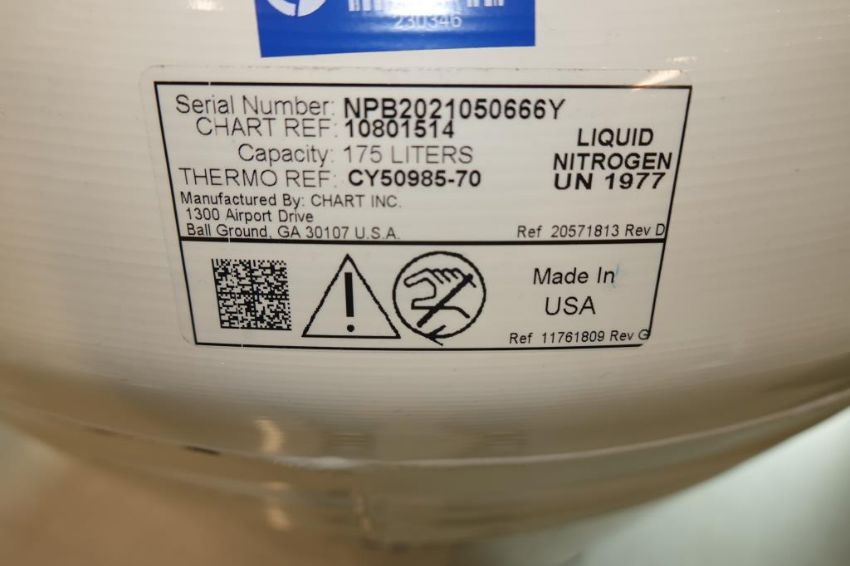 230346
Serial Number: NPB2021050666Y
CHART REF: 10801514
Capacity: 175 LITERS
THERMO REF: CY50985-70
LIQUID
NITROGEN
UN 1977
Manufactured By: CHART INC.
1300 Airport Drive
Ball Ground, GA 30107 U.S.A.
Ref 20571813 Rev D
Made In
USA
Ref 11761809 Rev G